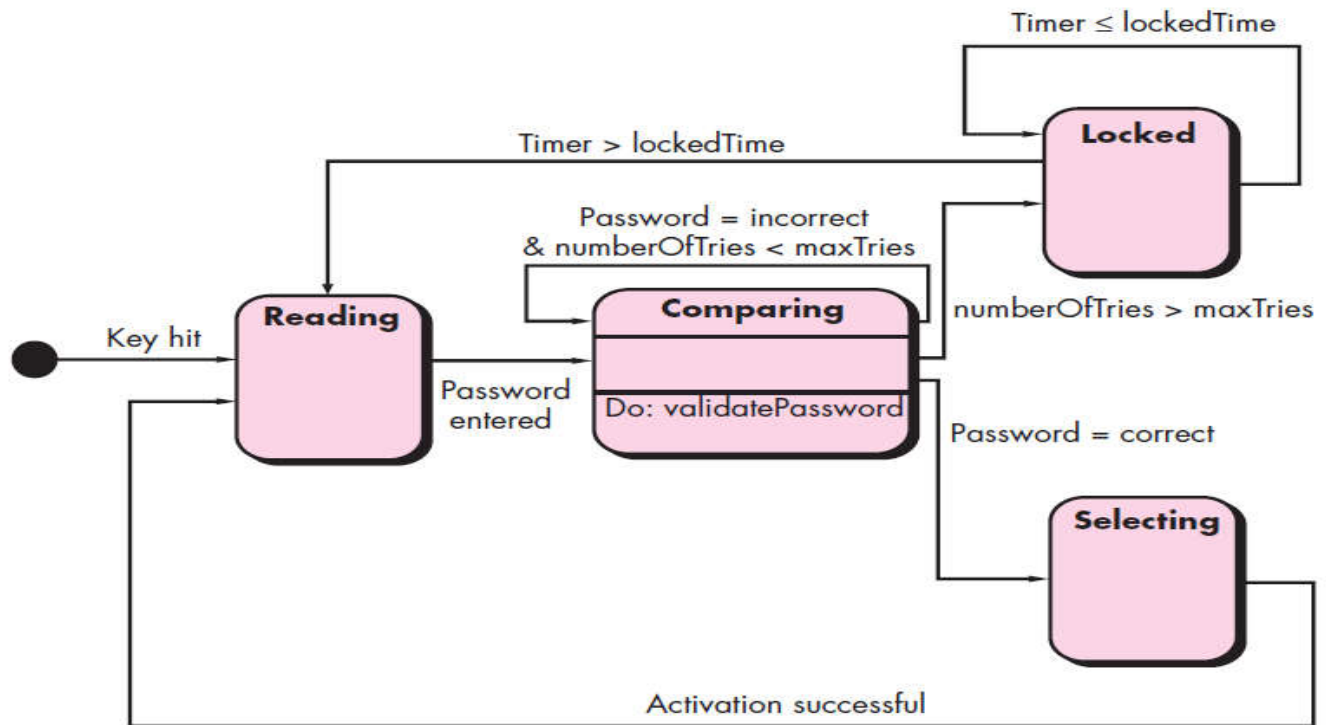 Timer ≤ lockedTime
Locked
Timer > lockedTime
Password = incorrect
& numberOfTries < maxTries
numberOfTries > maxTries
Reading
Comparing
Key hit
Password
entered
Do: validatePassword
Password = correct
Selecting
Activation successful